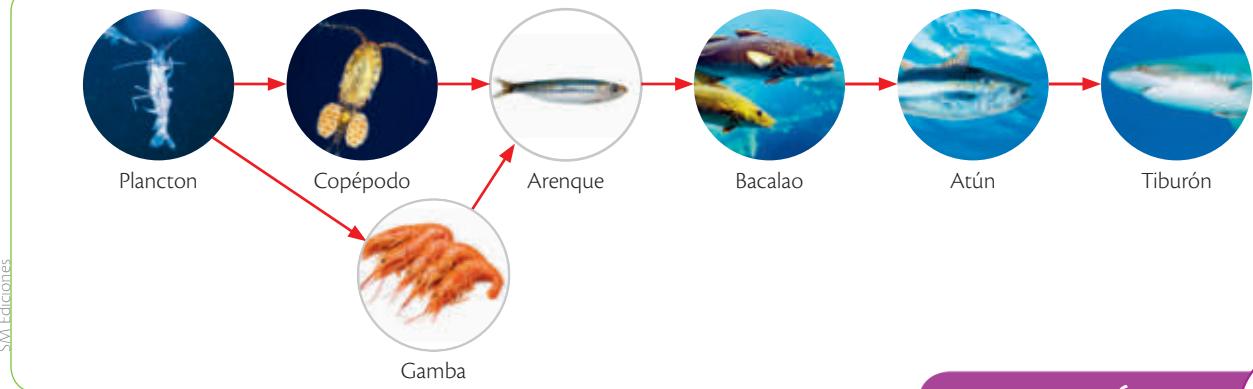 Plancton
Copépodo
Arenque
Bacalao
Atún
Tiburón
Gamba
SM Ediciones